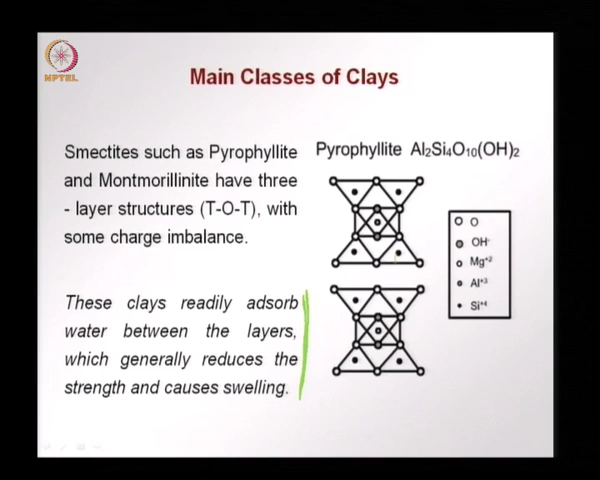 NPTEL
Main Classes of Clays
Smectites such as Pyrophyllite
and Montmorillinite have three
- layer structures (T-O-T), with
some charge imbalance.
These clays readily adsorb
water between the layers,
which generally reduces the
strength and causes swelling.
Pyrophyllite Al₂Si₄O₁₀(OH)₂
O
OH⁻
Mg⁺²
Al⁺³
Si⁺⁴